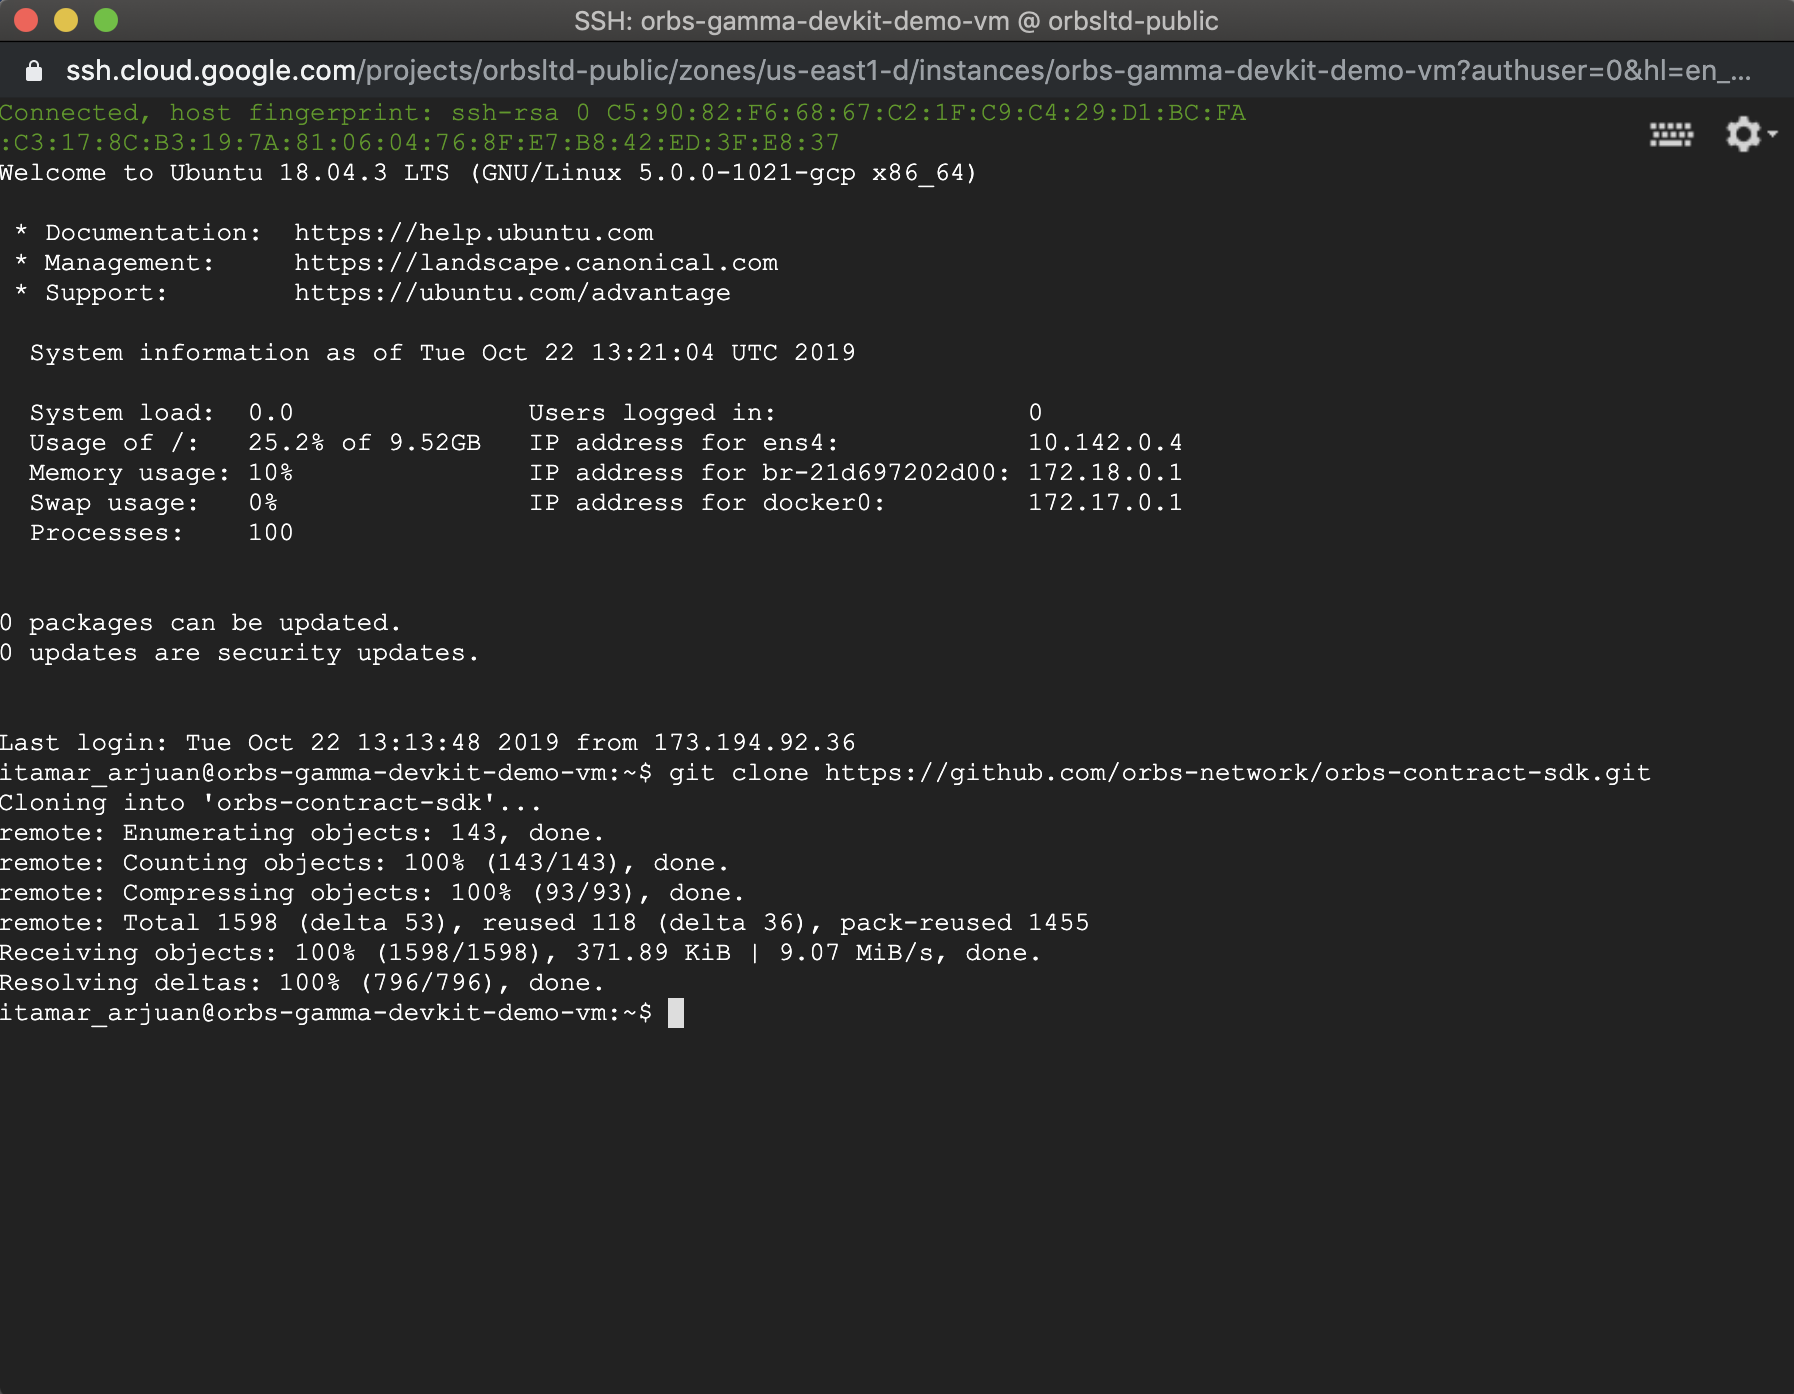 SSH: orbs-gamma-devkit-demo-vm @ orbsltd-public
ssh.cloud.google.com/projects/orbsltd-public/zones/us-east1-d/instances/orbs-gamma-devkit-demo-vm?authuser=0&hl=en_...
Connected, host fingerprint: ssh-rsa 0 C5:90:82:F6:68:67:C2:1F:C9:C4:29:D1:BC:FA
:C3:17:8C:B3:19:7A:81:06:04:76:8F:E7:B8:42:ED:3F:E8:37
Welcome to Ubuntu 18.04.3 LTS (GNU/Linux 5.0.0-1021-gcp x86_64)
* Documentation:  https://help.ubuntu.com
* Management:     https://landscape.canonical.com
* Support:        https://ubuntu.com/advantage
System information as of Tue Oct 22 13:21:04 UTC 2019
System load:  0.0               Users logged in:                0
Usage of /:   25.2% of 9.52GB   IP address for ens4:            10.142.0.4
Memory usage: 10%               IP address for br-21d697202d00: 172.18.0.1
Swap usage:   0%                IP address for docker0:         172.17.0.1
Processes:    100
0 packages can be updated.
0 updates are security updates.
Last login: Tue Oct 22 13:13:48 2019 from 173.194.92.36
itamar_arjuan@orbs-gamma-devkit-demo-vm:~$ git clone https://github.com/orbs-network/orbs-contract-sdk.git
Cloning into 'orbs-contract-sdk'...
remote: Enumerating objects: 143, done.
remote: Counting objects: 100% (143/143), done.
remote: Compressing objects: 100% (93/93), done.
remote: Total 1598 (delta 53), reused 118 (delta 36), pack-reused 1455
Receiving objects: 100% (1598/1598), 371.89 KiB | 9.07 MiB/s, done.
Resolving deltas: 100% (796/796), done.
itamar_arjuan@orbs-gamma-devkit-demo-vm:~$